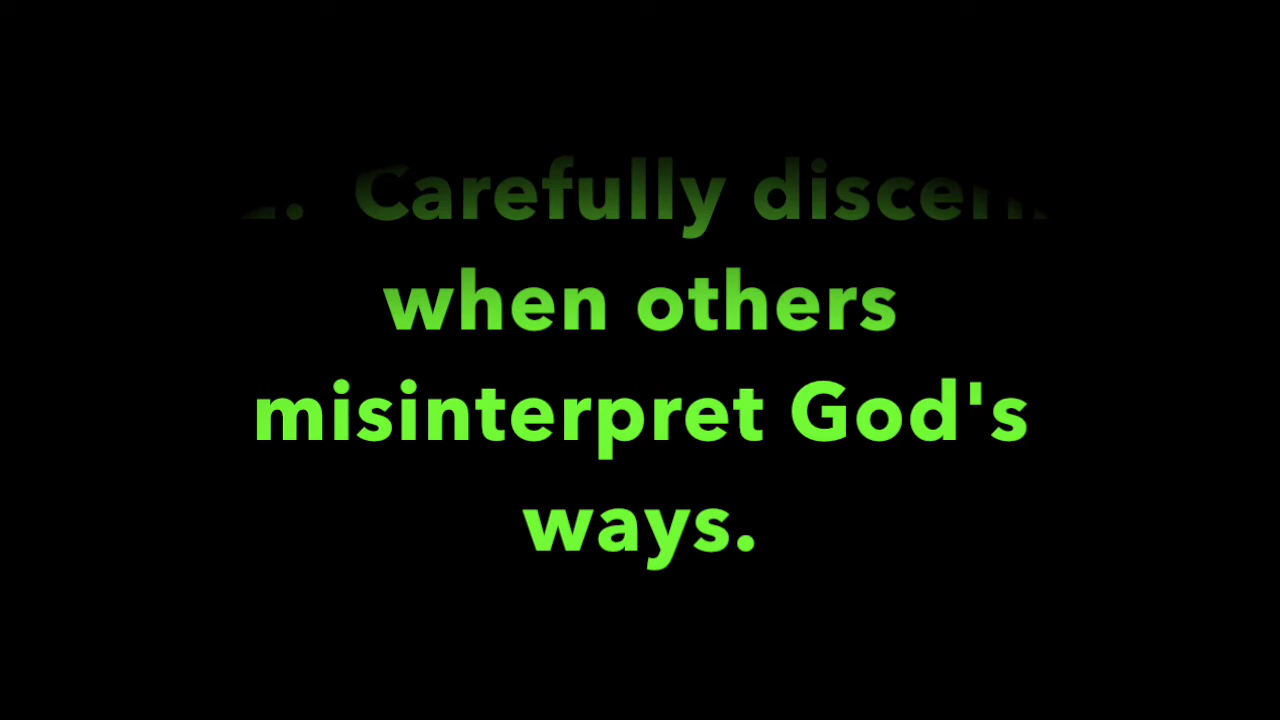 Carefully discern
when others
misinterpret God's
ways.